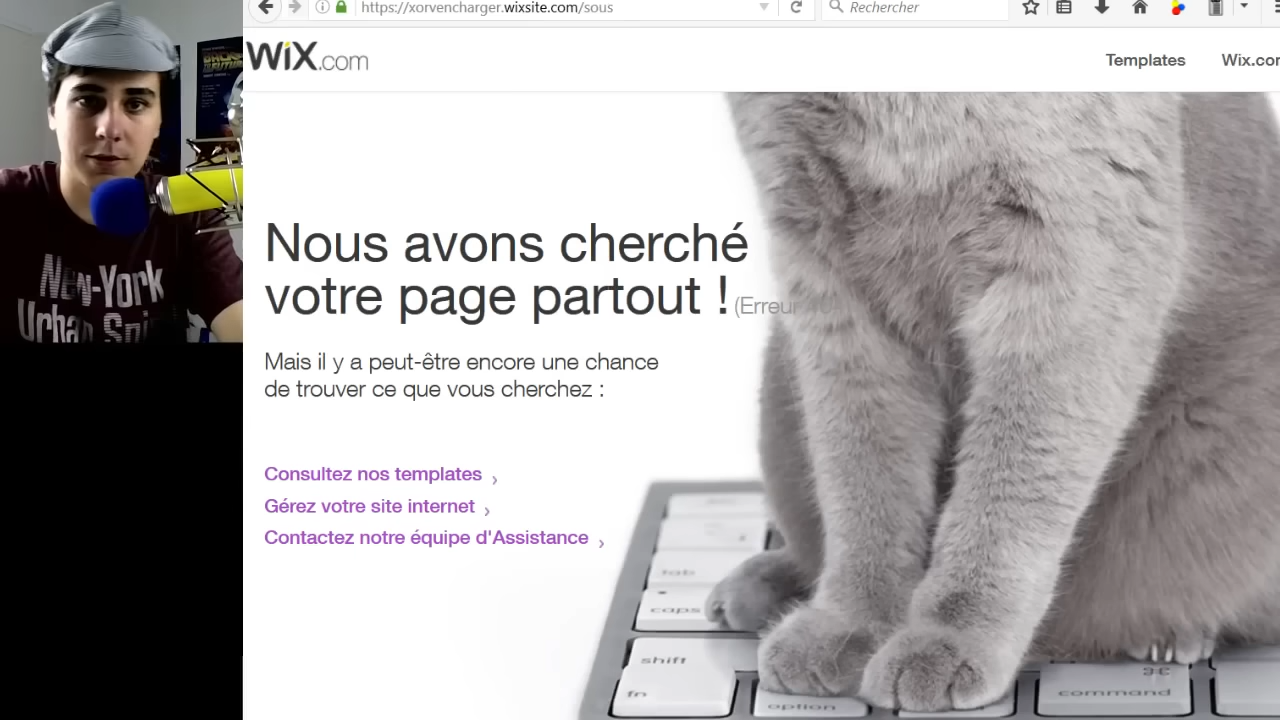 https://xorvencharger.wixsite.com/sous
Rechercher
WiX.com
Templates
Nous avons cherché
votre page partout !
(Erreur
Mais il y a peut-être encore une chance
de trouver ce que vous cherchez :
Consultez nos templates ›
Gérez votre site internet ›
Contactez notre équipe d'Assistance ›
New-York
Urban
tab
caps
shift
fn
option
command